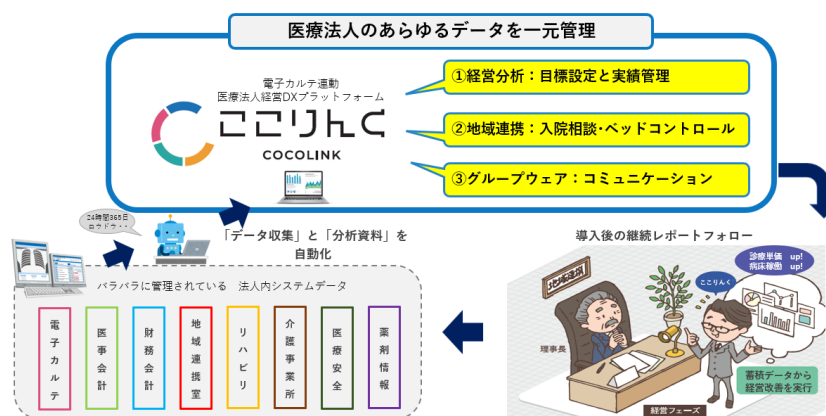 医療法人のあらゆるデータを一元管理
電子カルテ連動
医療法人経営DXプラットフォーム
ここりんく
COCOLINK
①経営分析：目標設定と実績管理
②地域連携：入院相談･ベッドコントロール
③グループウェア：コミュニケーション
24時間365日
ロウドウ・・
「データ収集」と「分析資料」を
自動化
バラバラに管理されている　法人内システムデータ
電子カルテ
医事会計
財務会計
地域連携室
リハビリ
介護事業所
医療安全
薬剤情報
導入後の継続レポートフォロー
診療単価　up!
病床稼働　up!
ここりんく
理事長
蓄積データから
経営改善を実行
経営フェーズ